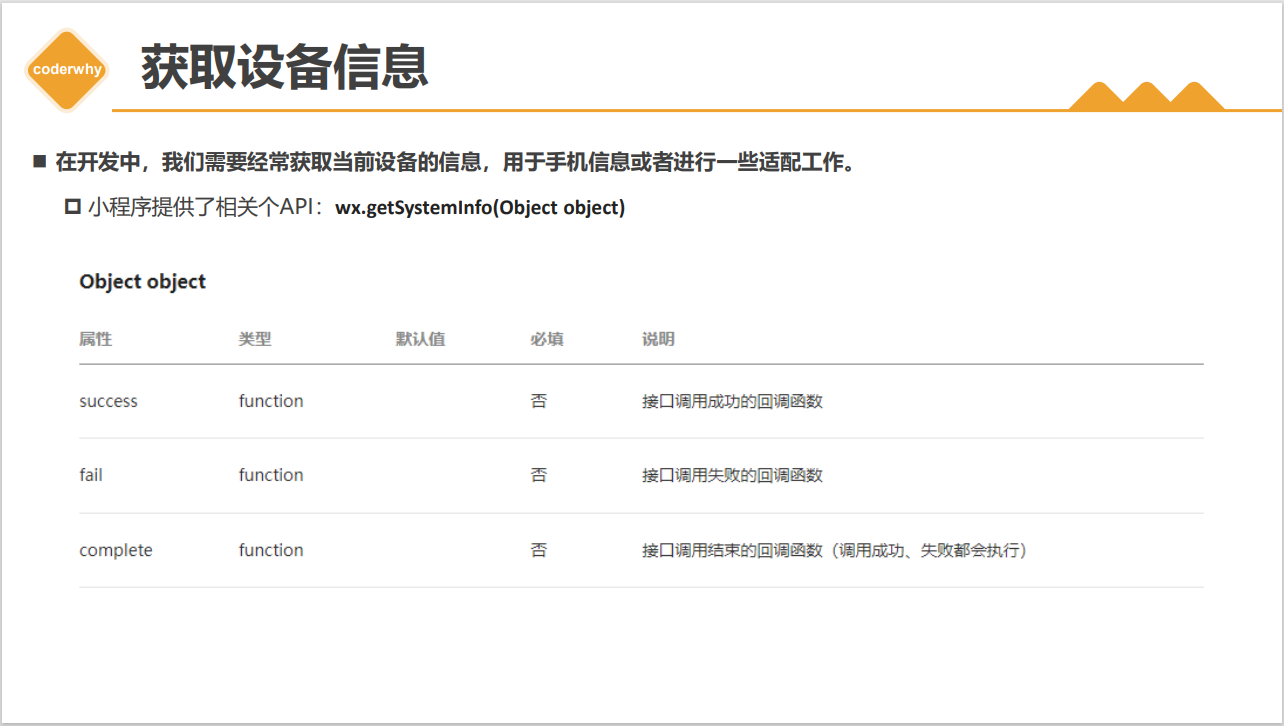 coderwhy
获取设备信息
在开发中，我们需要经常获取当前设备的信息，用于手机信息或者进行一些适配工作。
小程序提供了相关个API：wx.getSystemInfo(Object object)
Object object
属性 类型 默认值 必填 说明
success function 否 接口调用成功的回调函数
fail function 否 接口调用失败的回调函数
complete function 否 接口调用结束的回调函数（调用成功、失败都会执行）